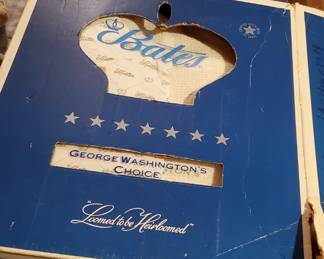 Bates
GEORGE WASHINGTON'S
CHOICE
"Loomed to be Heirloomed"